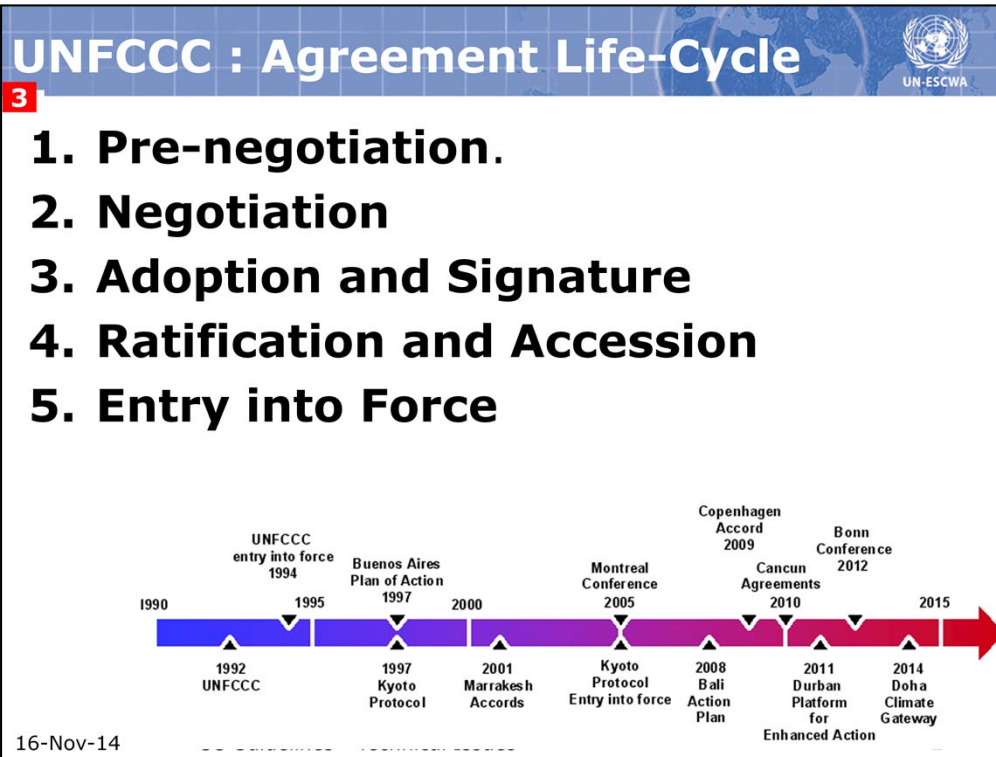 UNFCCC : Agreement Life-Cycle
UN-ESCWA
3
1. Pre-negotiation.
2. Negotiation
3. Adoption and Signature
4. Ratification and Accession
5. Entry into Force
UNFCCC
entry into force
1994
Buenos Aires
Plan of Action
1997
Montreal
Conference
2005
Copenhagen
Accord
2009
Cancun
Agreements
2010
Bonn
Conference
2012
1990
1995
2000
2015
1992
UNFCCC
1997
Kyoto
Protocol
2001
Marrakesh
Accords
Kyoto
Protocol
Entry into force
2008
Bali
Action
Plan
2011
Durban
Platform
for
Enhanced Action
2014
Doha
Climate
Gateway
16-Nov-14